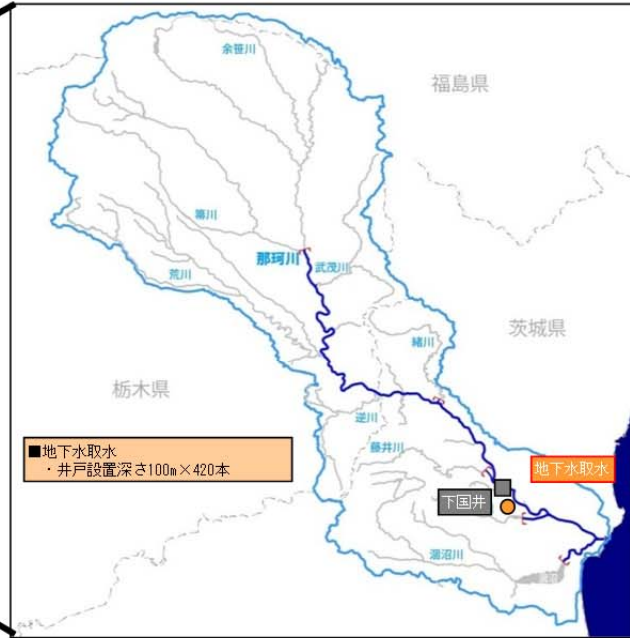 余笹川
福島県
箒川
那珂川
武茂川
荒川
緒川
茨城県
栃木県
逆川
藤井川
■地下水取水
・井戸設置深さ100m×420本
地下水取水
下国井
涸沼川
涸沼